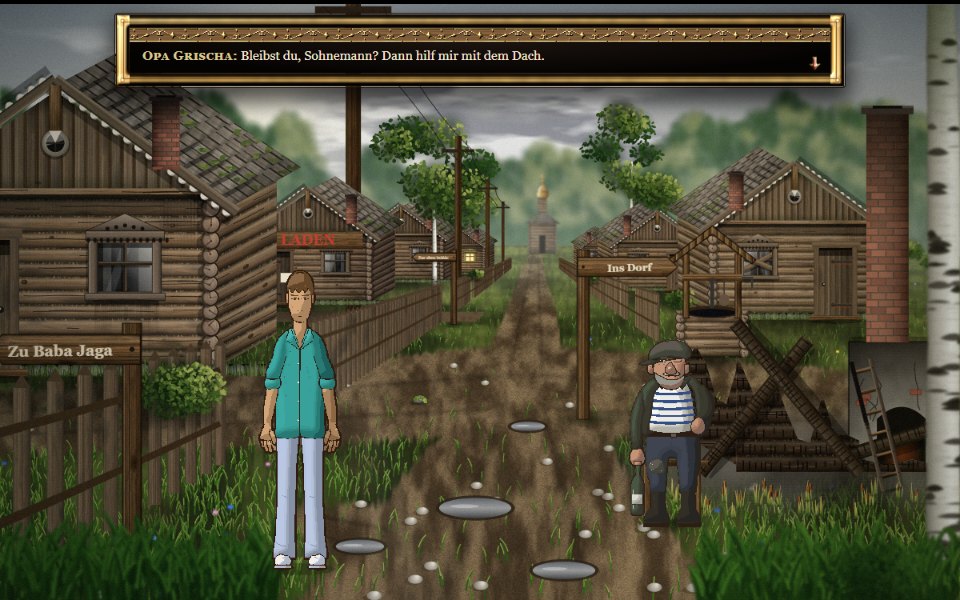 Opa Grischa: Bleibst du, Sohnemann? Dann hilf mir mit dem Dach.
LADEN
Ins Dorf
Zu Baba Jaga